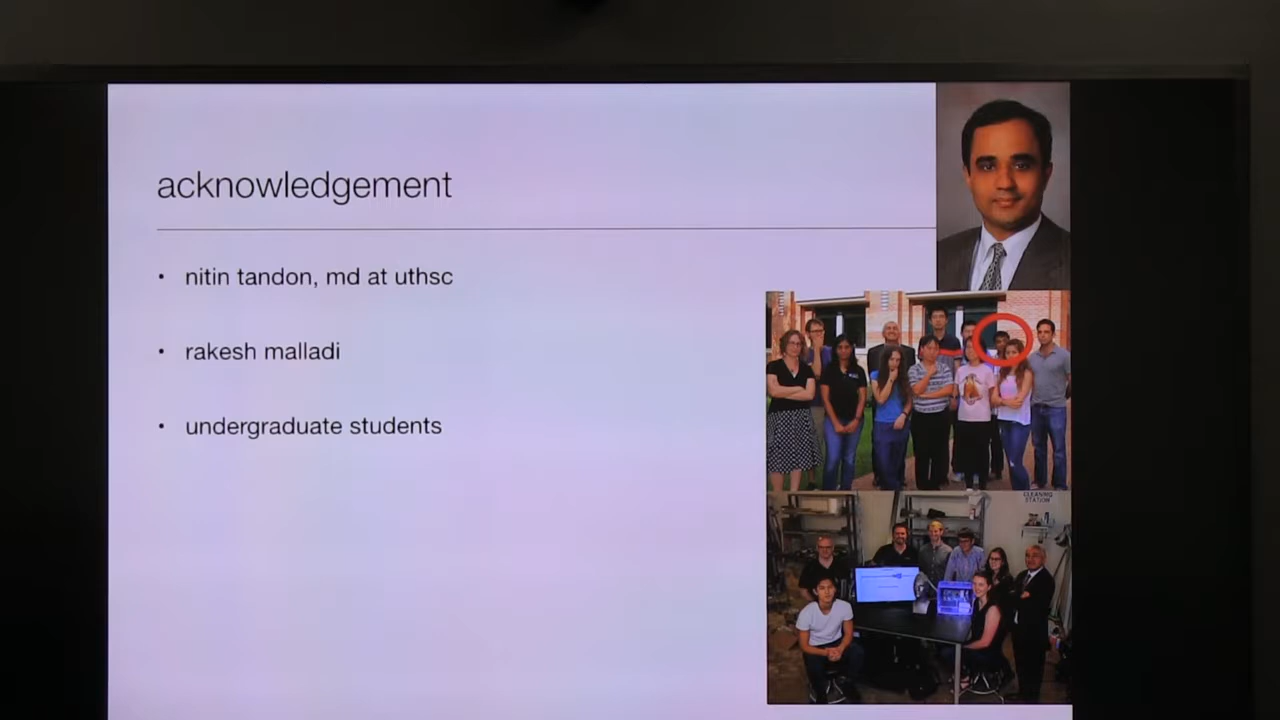 acknowledgement
• nitin tandon, md at uthsc
• rakesh malladi
• undergraduate students
CLEANING
STATION